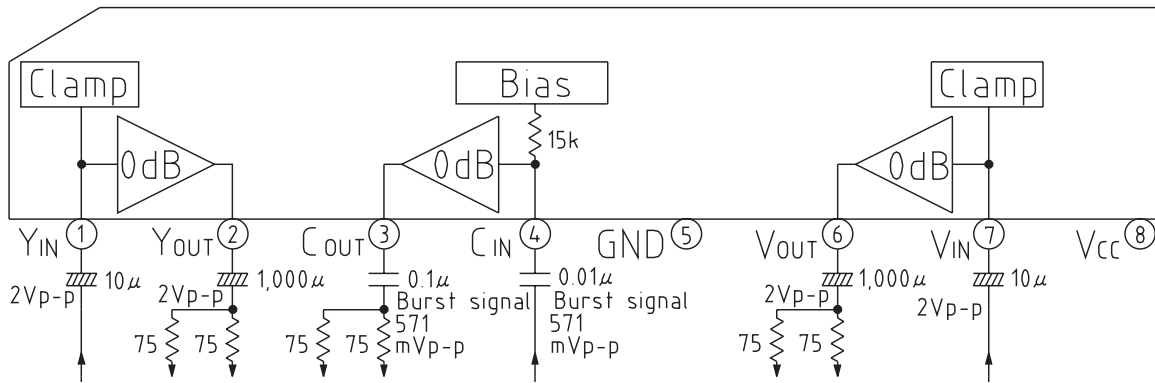 Clamp
Bias
Clamp
15k
0dB
0dB
0dB
YIN 1
YOUT 2
COUT 3
CIN 4
GND 5
VOUT 6
VIN 7
VCC 8
10μ
2Vp-p
1,000μ
2Vp-p
0.1μ
Burst signal
571
mVp-p
0.01μ
Burst signal
571
mVp-p
1,000μ
2Vp-p
10μ
2Vp-p
75
75
75
75
75
75